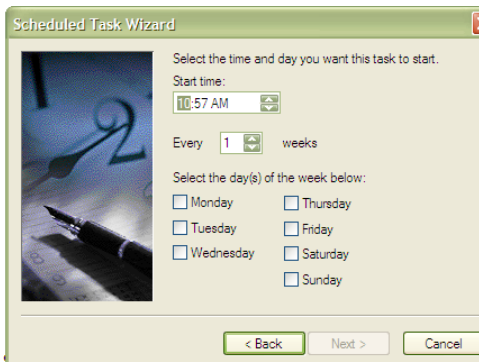 Scheduled Task Wizard
Select the time and day you want this task to start.
Start time:
10:57 AM
Every 1 weeks
Select the day(s) of the week below:
Monday Thursday
Tuesday Friday
Wednesday Saturday
Sunday
< Back Next > Cancel
2